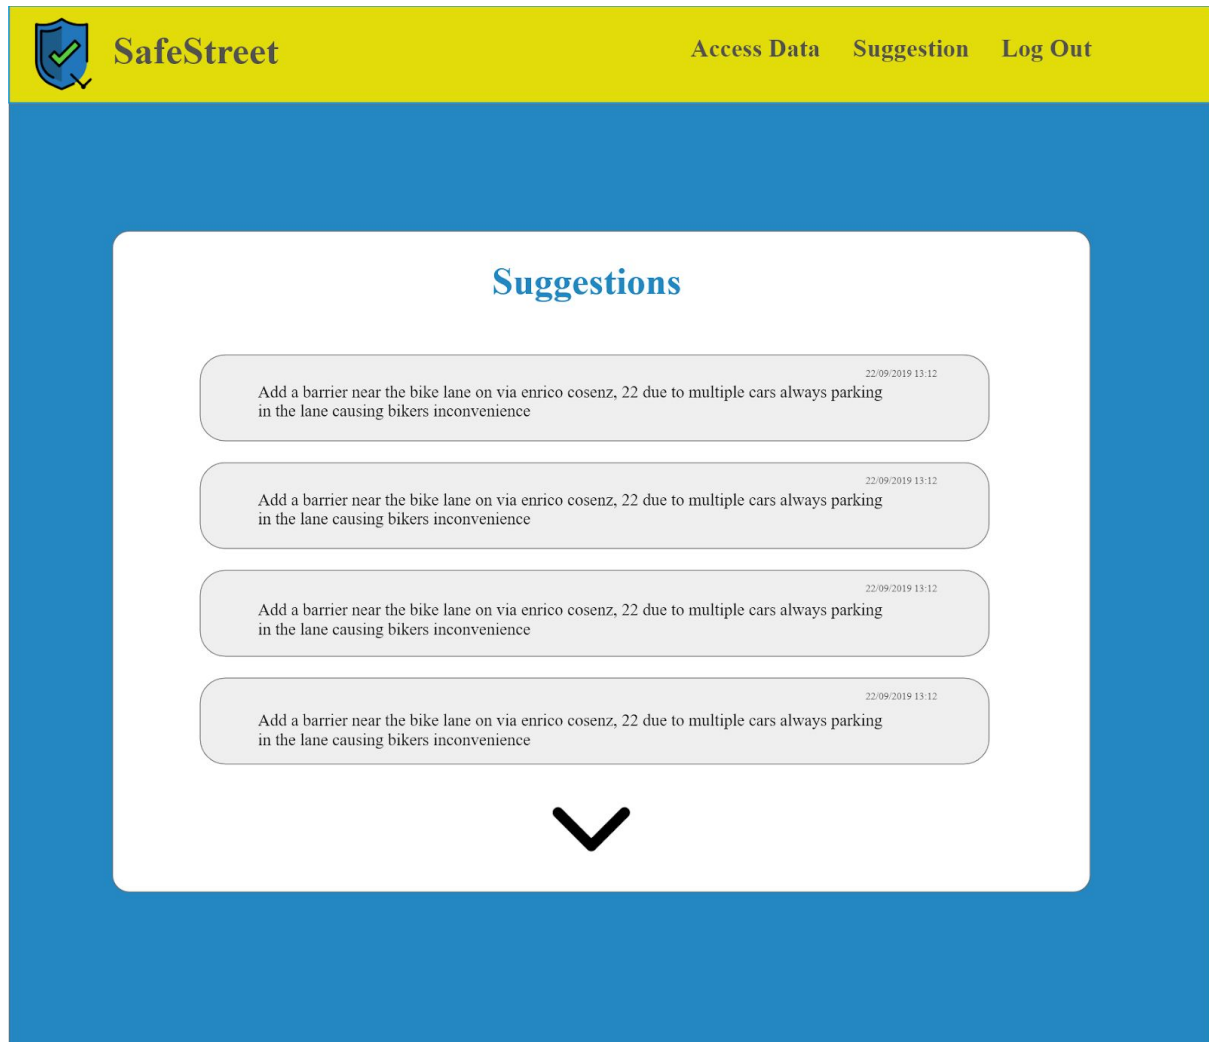 SafeStreet
Access Data Suggestion Log Out
Suggestions
22/09/2019 13:12
Add a barrier near the bike lane on via enrico cosenz, 22 due to multiple cars always parking
in the lane causing bikers inconvenience
22/09/2019 13:12
Add a barrier near the bike lane on via enrico cosenz, 22 due to multiple cars always parking
in the lane causing bikers inconvenience
22/09/2019 13:12
Add a barrier near the bike lane on via enrico cosenz, 22 due to multiple cars always parking
in the lane causing bikers inconvenience
22/09/2019 13:12
Add a barrier near the bike lane on via enrico cosenz, 22 due to multiple cars always parking
in the lane causing bikers inconvenience